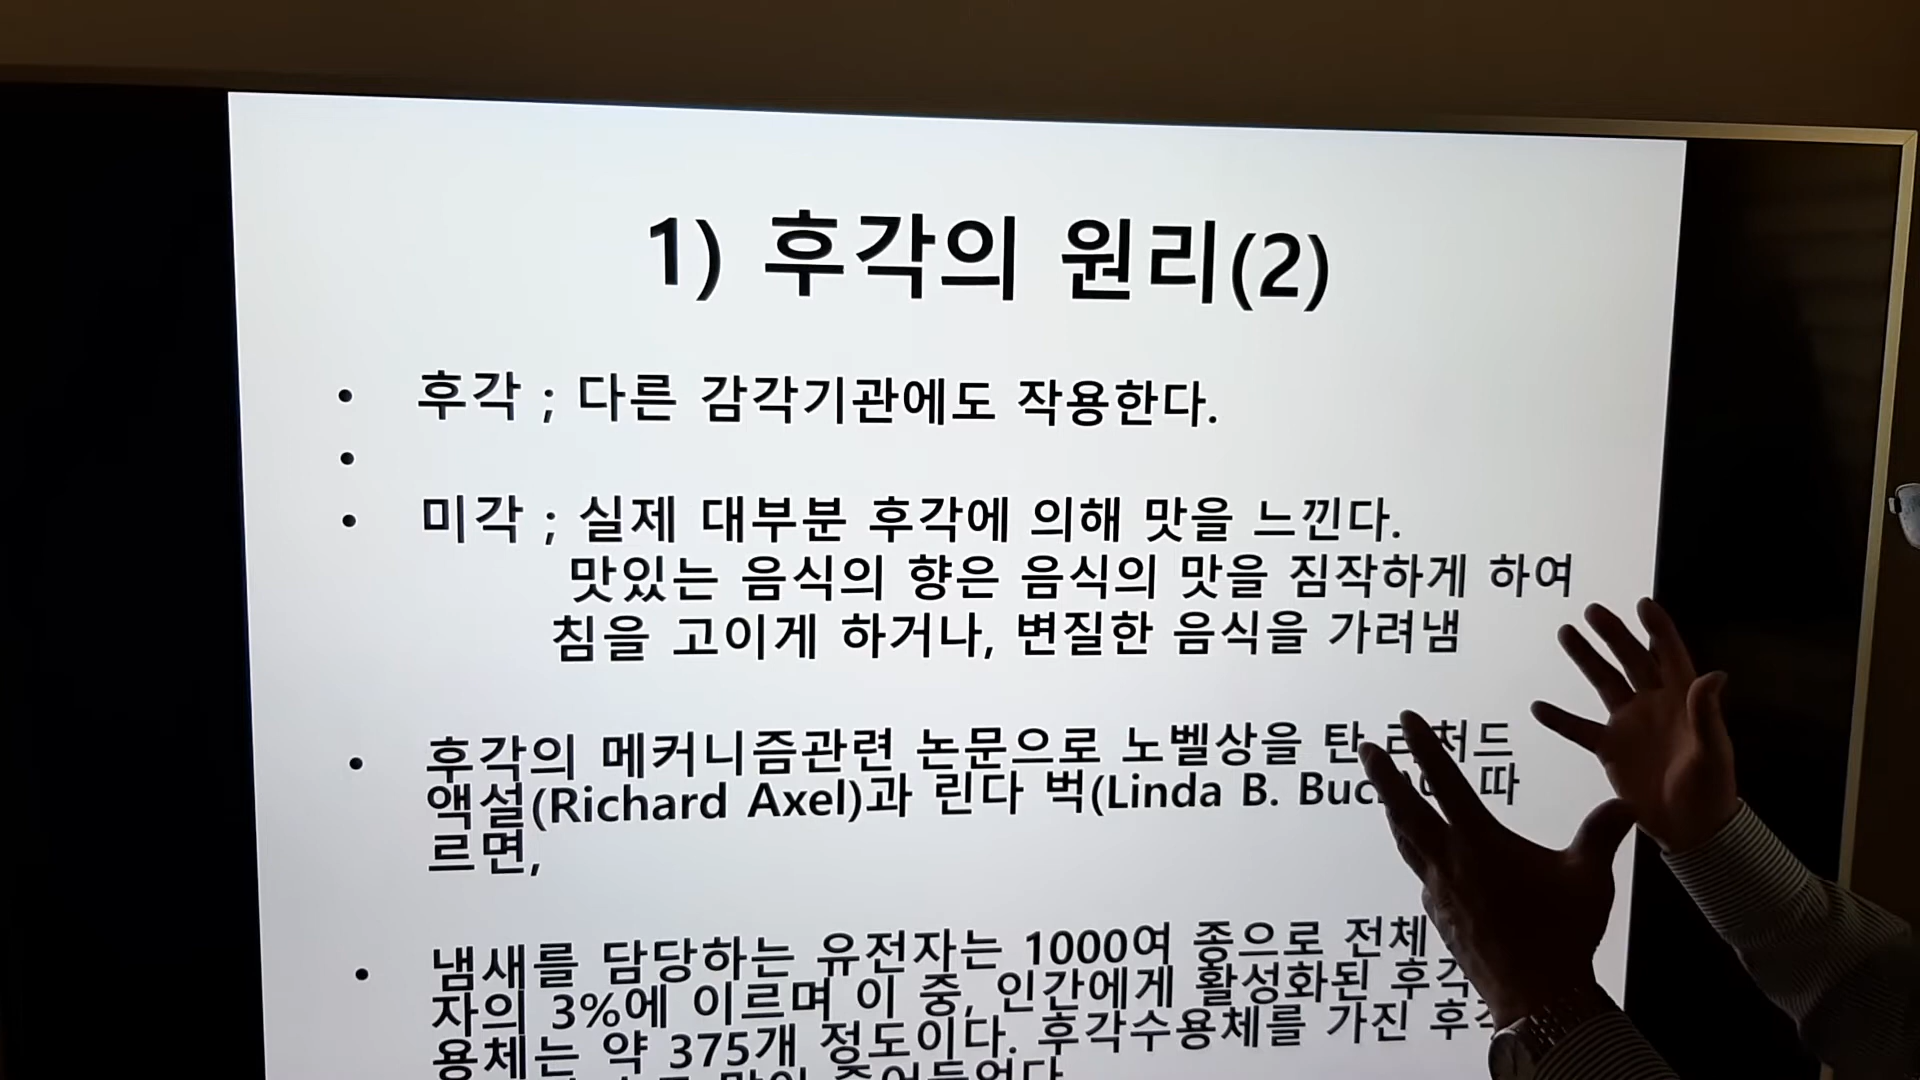 1) 후각의 원리(2)
• 후각 ; 다른 감각기관에도 작용한다.
•
• 미각 ; 실제 대부분 후각에 의해 맛을 느낀다.
맛있는 음식의 향은 음식의 맛을 짐작하게 하여
침을 고이게 하거나, 변질한 음식을 가려냄
• 후각의 메커니즘관련 논문으로 노벨상을 탄
액설(Richard Axel)과 린다 벅(Linda B. 따
르면,
• 냄새를 담당하는 유전자는 1000여 종으로 전체
자의 3%에 이르며 이 중, 인간에게 활성화된
용체는 약 375개 정도이다. 후각수용체를 가진